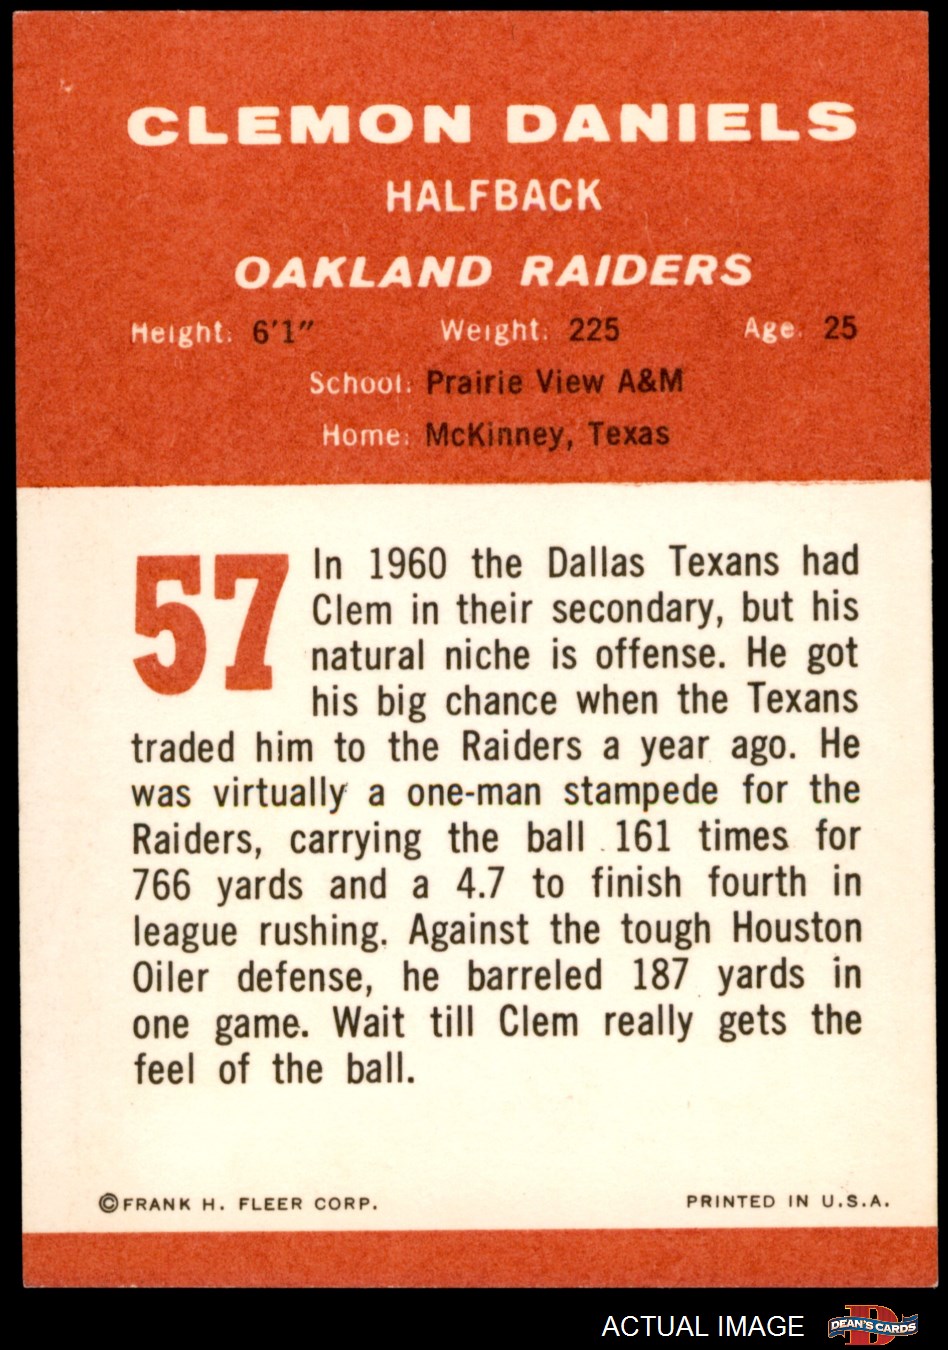 CLEMON DANIELS
HALFBACK
OAKLAND RAIDERS
Height: 6'1" Weight: 225 Age: 25
School: Prairie View A&M
Home: McKinney, Texas
57
In 1960 the Dallas Texans had
Clem in their secondary, but his
natural niche is offense. He got
his big chance when the Texans
traded him to the Raiders a year ago. He
was virtually a one-man stampede for the
Raiders, carrying the ball 161 times for
766 yards and a 4.7 to finish fourth in
league rushing. Against the tough Houston
Oiler defense, he barreled 187 yards in
one game. Wait till Clem really gets the
feel of the ball.
©FRANK H. FLEER CORP. PRINTED IN U.S.A.
ACTUAL IMAGE D DEAN'S CARDS